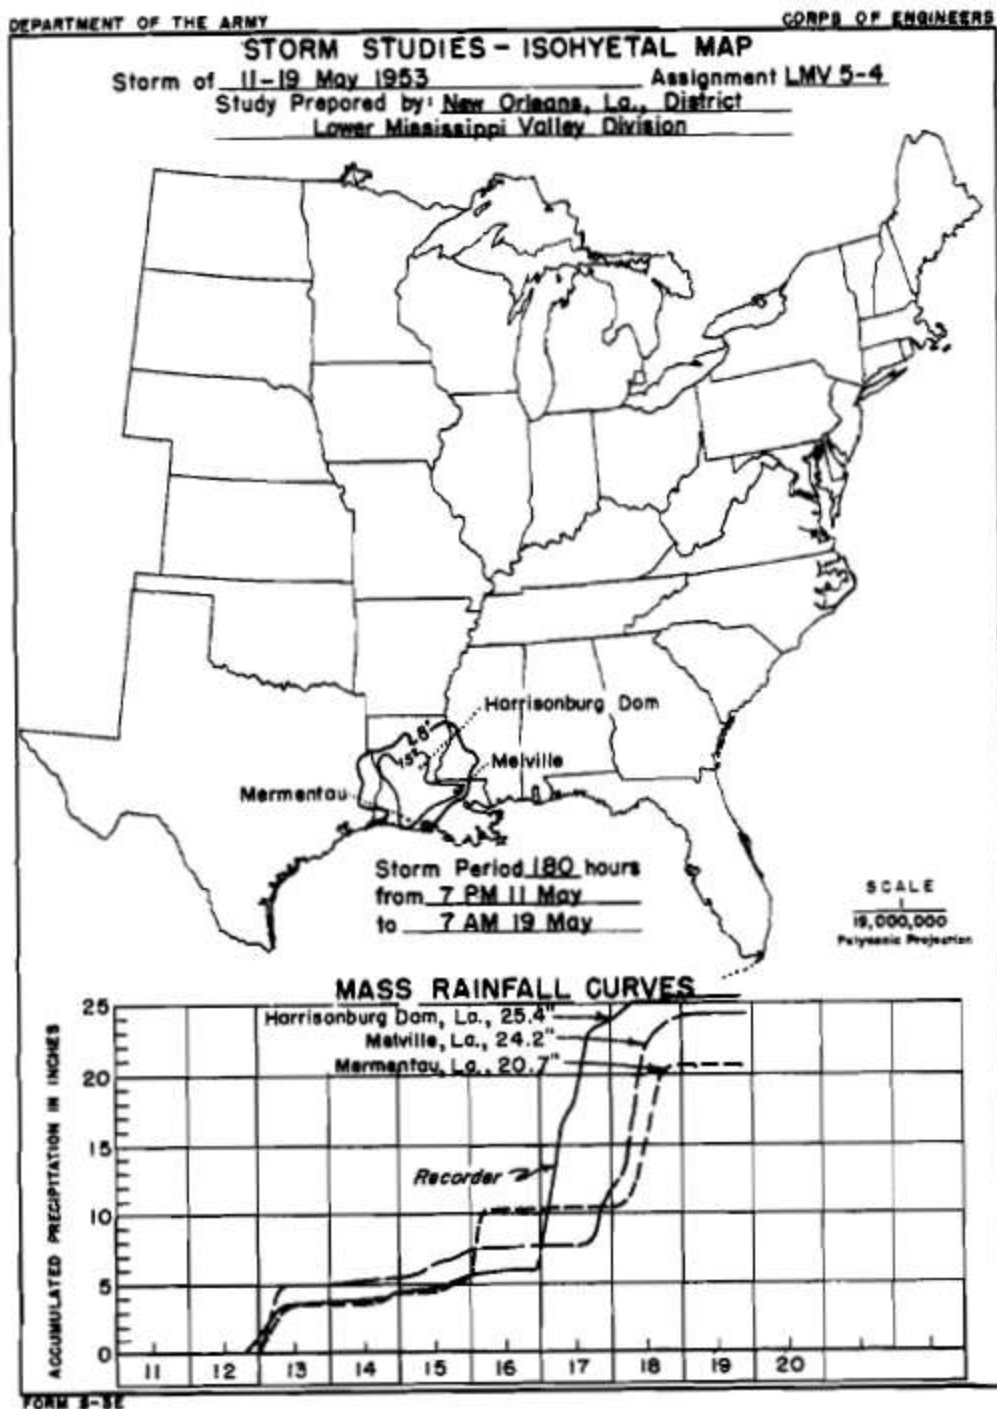 DEPARTMENT OF THE ARMY
CORPS OF ENGINEERS
STORM STUDIES - ISOHYETAL MAP
Storm of 11-19 May 1953 Assignment LMV 5-4
Study Prepared by: New Orleans, La., District
Lower Mississippi Valley Division
Harrisonburg Dam
8"
15"
Melville
Mermentau
Storm Period 180 hours
from 7 PM 11 May
to 7 AM 19 May
SCALE
1
19,000,000
Polyconic Projection
MASS RAINFALL CURVES
Harrisonburg Dam, La., 25.4"
Melville, La., 24.2"
Mermentau, La., 20.7"
Recorder
ACCUMULATED PRECIPITATION IN INCHES
25
20
15
10
5
0
11 12 13 14 15 16 17 18 19 20
FORM S-3E